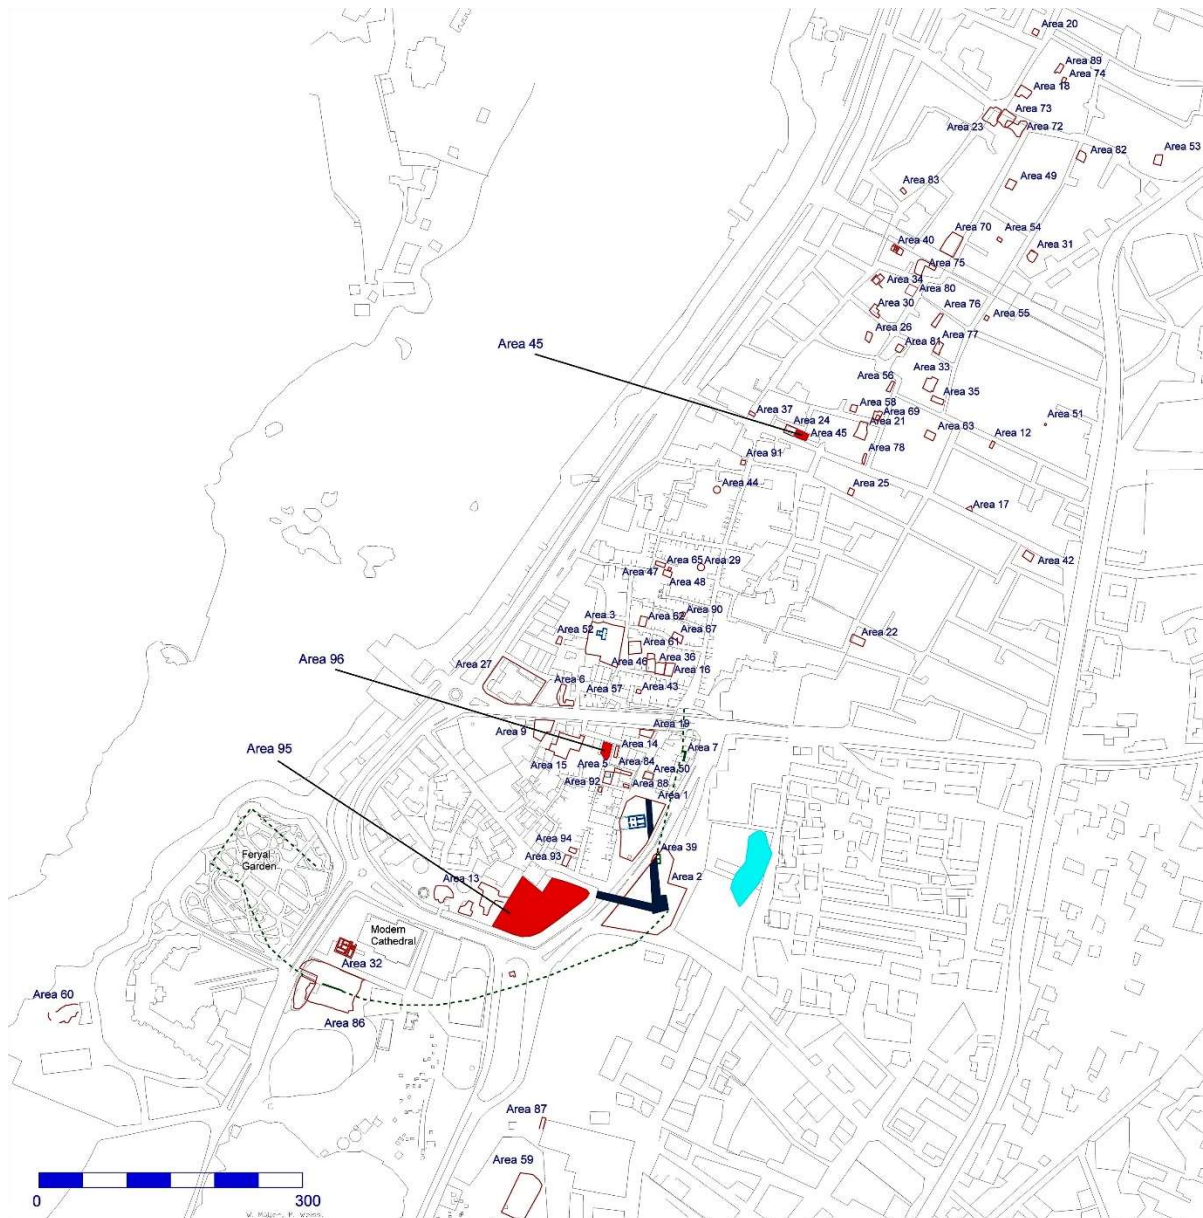 Area 20
Area 89
Area 74
Area 18
Area 73
Area 23
Area 72
Area 82
Area 53
Area 83
Area 49
Area 70
Area 54
Area 40
Area 31
Area 75
Area 34
Area 80
Area 30
Area 76
Area 55
Area 26
Area 81
Area 77
Area 45
Area 33
Area 56
Area 35
Area 37
Area 58
Area 69
Area 51
Area 24
Area 45
Area 21
Area 63
Area 12
Area 91
Area 78
Area 44
Area 25
Area 17
Area 42
Area 65
Area 29
Area 47
Area 48
Area 3
Area 62
Area 90
Area 52
Area 67
Area 22
Area 61
Area 96
Area 27
Area 46
Area 36
Area 16
Area 6
Area 57
Area 43
Area 9
Area 19
Area 95
Area 14
Area 7
Area 15
Area 5
Area 84
Area 50
Area 92
Area 88
Area 1
Area 94
Area 39
Feryal
Garden
Area 93
Area 2
Area 13
Modern
Cathedral
Area 32
Area 60
Area 86
Area 87
Area 59
0
300
W. Müller, P. Weiss.